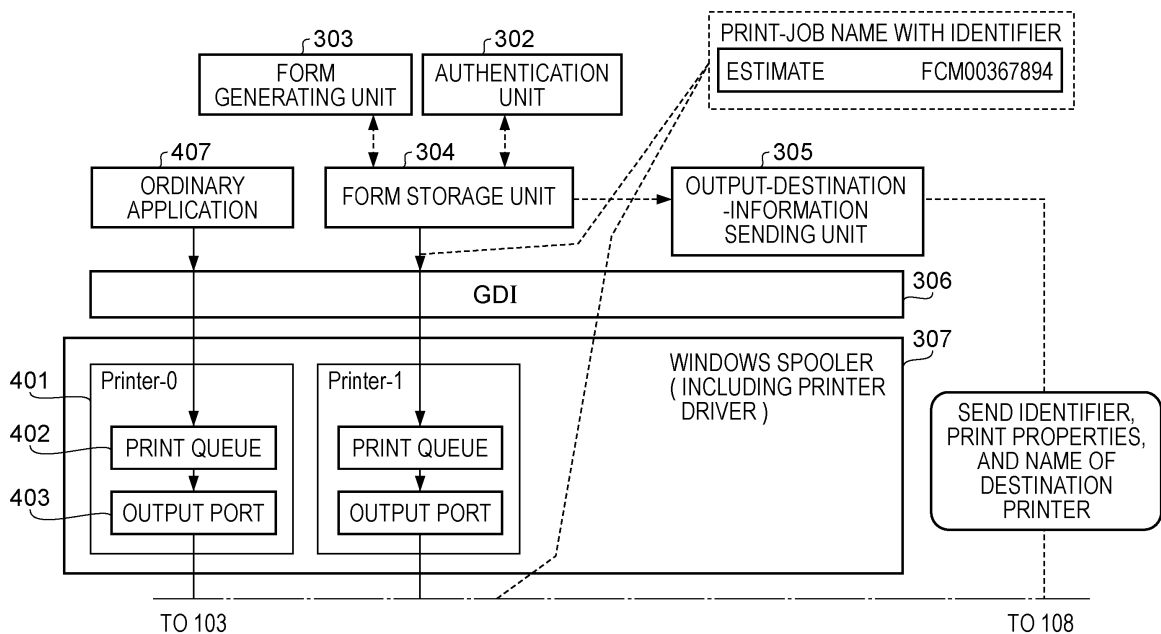 303
302
PRINT-JOB NAME WITH IDENTIFIER
ESTIMATE FCM00367894
FORM
GENERATING UNIT
AUTHENTICATION
UNIT
407
304
305
ORDINARY
APPLICATION
FORM STORAGE UNIT
OUTPUT-DESTINATION
-INFORMATION
SENDING UNIT
GDI
306
307
WINDOWS SPOOLER
( INCLUDING PRINTER
DRIVER )
401
Printer-0
Printer-1
402
PRINT QUEUE
PRINT QUEUE
403
OUTPUT PORT
OUTPUT PORT
SEND IDENTIFIER,
PRINT PROPERTIES,
AND NAME OF
DESTINATION
PRINTER
TO 103
TO 108